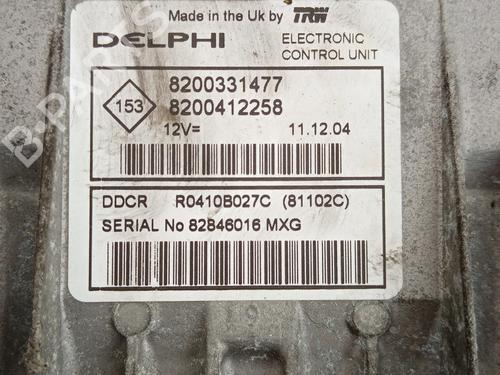 Made in the Uk by TRW
DELPHI
ELECTRONIC
CONTROL UNIT
153
8200331477
8200412258
12V=
11.12.04
DDCR R0410B027C (81102C)
SERIAL No 82846016 MXG
B-PARTS